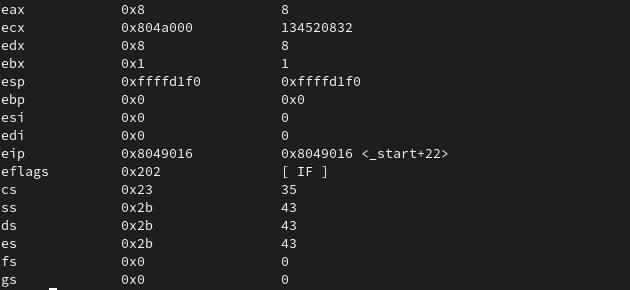 eax 0x8 8
ecx 0x804a000 134520832
edx 0x8 8
ebx 0x1 1
esp 0xffffd1f0 0xffffd1f0
ebp 0x0 0x0
esi 0x0 0
edi 0x0 0
eip 0x8049016 0x8049016 <_start+22>
eflags 0x202 [ IF ]
cs 0x23 35
ss 0x2b 43
ds 0x2b 43
es 0x2b 43
fs 0x0 0
gs 0x0 0